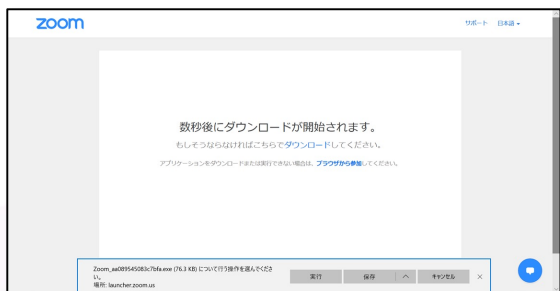 zoom
サポート 日本語
数秒後にダウンロードが開始されます。
もしそうならなければこちらでダウンロードしてください。
アプリケーションをダウンロードまたは実行できない場合は、ブラウザから参加してください。
Zoom_aa089545083c7bfa.exe (76.3 KB) について行う操作を選んでくださ
い。
場所: launcher.zoom.us
実行 保存 キャンセル